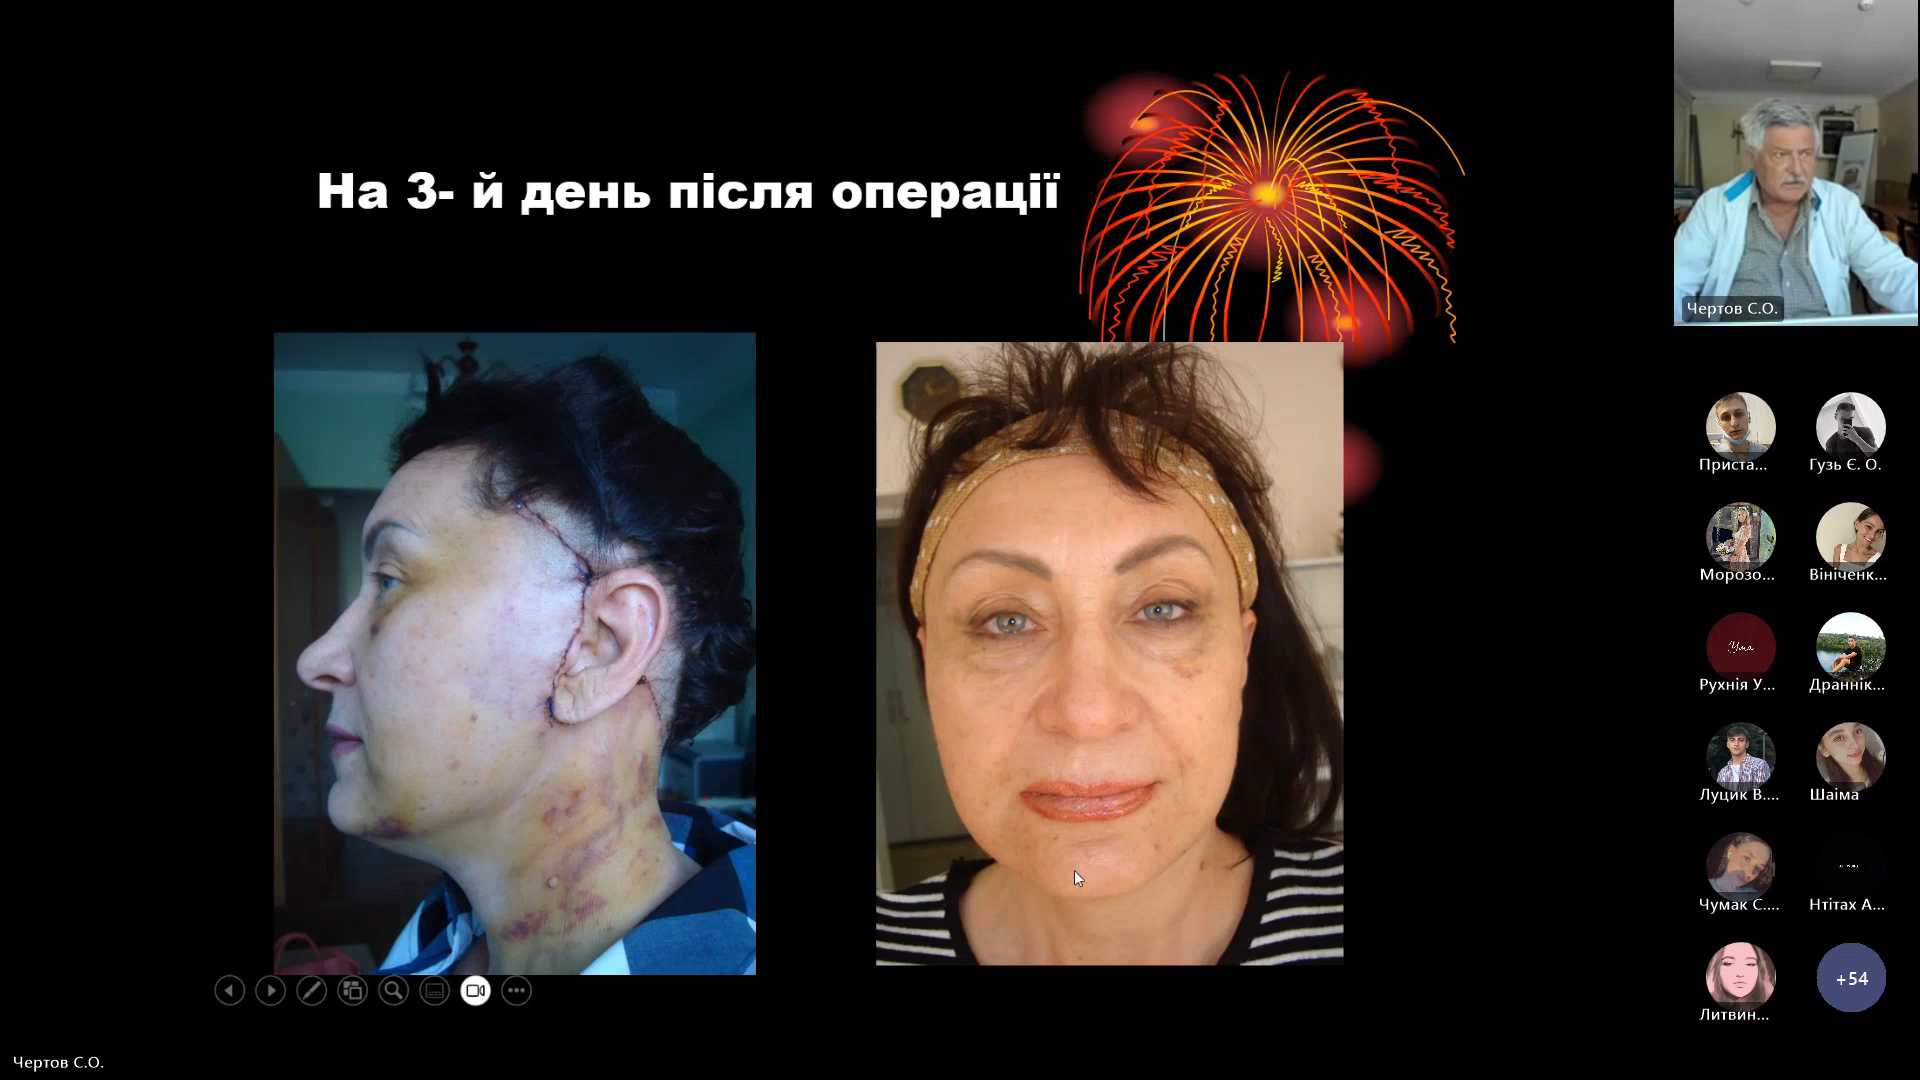 На 3- й день після операції
Чертов С.О.
Приста...
Гузь Є. О.
Морозо...
Вініченк...
Рухнія У...
Драннік...
Луцик В....
Шаіма
Чумак С....
Нтітах А...
Литвин...
+54
Чертов С.О.